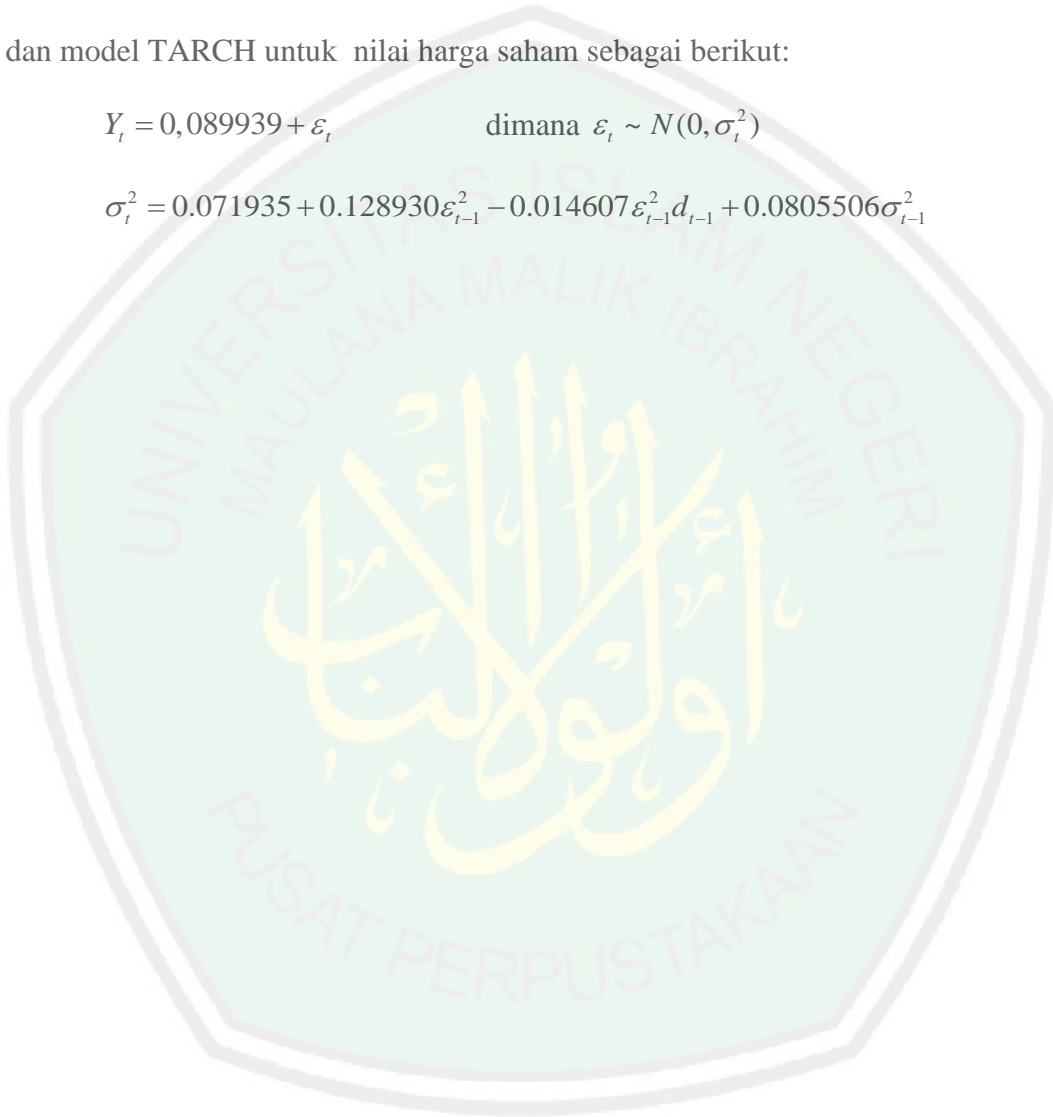 dan model TARCH untuk nilai harga saham sebagai berikut:
Y_t = 0,089939 + ε_t dimana ε_t ~ N(0, σ_t^2)
σ_t^2 = 0.071935 + 0.128930ε_{t-1}^2 − 0.014607ε_{t-1}^2 d_{t-1} + 0.0805506σ_{t-1}^2
UNIVERSITAS ISLAM NEGERI
MAULANA MALIK IBRAHIM
أولو الألباب
PUSAT PERPUSTAKAAN